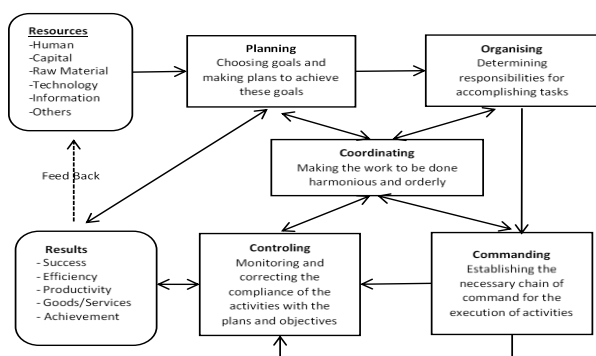 Resources
-Human
-Capital
-Raw Material
-Technology
-Information
-Others
Planning
Choosing goals and
making plans to achieve
these goals
Organising
Determining
responsibilities for
accomplishing tasks
Coordinating
Making the work to be done
harmonious and orderly
Feed Back
Results
- Success
- Efficiency
- Productivity
- Goods/Services
- Achievement
Controling
Monitoring and
correcting the
compliance of the
activities with the
plans and objectives
Commanding
Establishing the
necessary chain of
command for the
execution of activities